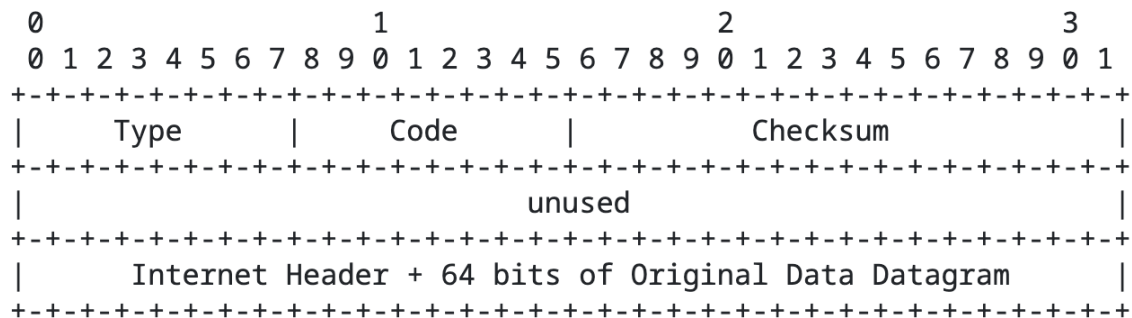 0                   1                   2                   3
 0 1 2 3 4 5 6 7 8 9 0 1 2 3 4 5 6 7 8 9 0 1 2 3 4 5 6 7 8 9 0 1
+-+-+-+-+-+-+-+-+-+-+-+-+-+-+-+-+-+-+-+-+-+-+-+-+-+-+-+-+-+-+-+-+
|     Type      |     Code      |          Checksum             |
+-+-+-+-+-+-+-+-+-+-+-+-+-+-+-+-+-+-+-+-+-+-+-+-+-+-+-+-+-+-+-+-+
|                             unused                            |
+-+-+-+-+-+-+-+-+-+-+-+-+-+-+-+-+-+-+-+-+-+-+-+-+-+-+-+-+-+-+-+-+
|      Internet Header + 64 bits of Original Data Datagram      |
+-+-+-+-+-+-+-+-+-+-+-+-+-+-+-+-+-+-+-+-+-+-+-+-+-+-+-+-+-+-+-+-+